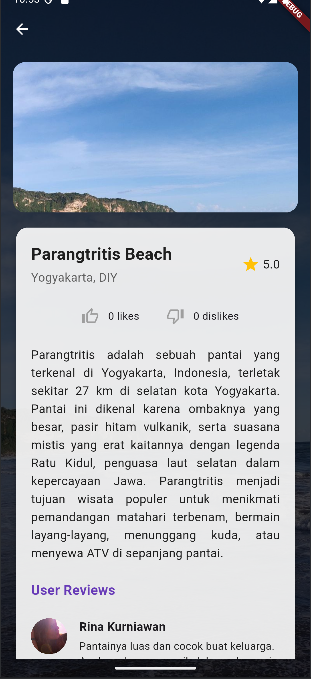 Parangtritis Beach
Yogyakarta, DIY
5.0
0 likes
0 dislikes
Parangtritis adalah sebuah pantai yang
terkenal di Yogyakarta, Indonesia, terletak
sekitar 27 km di selatan kota Yogyakarta.
Pantai ini dikenal karena ombaknya yang
besar, pasir hitam vulkanik, serta suasana
mistis yang erat kaitannya dengan legenda
Ratu Kidul, penguasa laut selatan dalam
kepercayaan Jawa. Parangtritis menjadi
tujuan wisata populer untuk menikmati
pemandangan matahari terbenam, bermain
layang-layang, menunggang kuda, atau
menyewa ATV di sepanjang pantai.
User Reviews
Rina Kurniawan
Pantainya luas dan cocok buat keluarga.